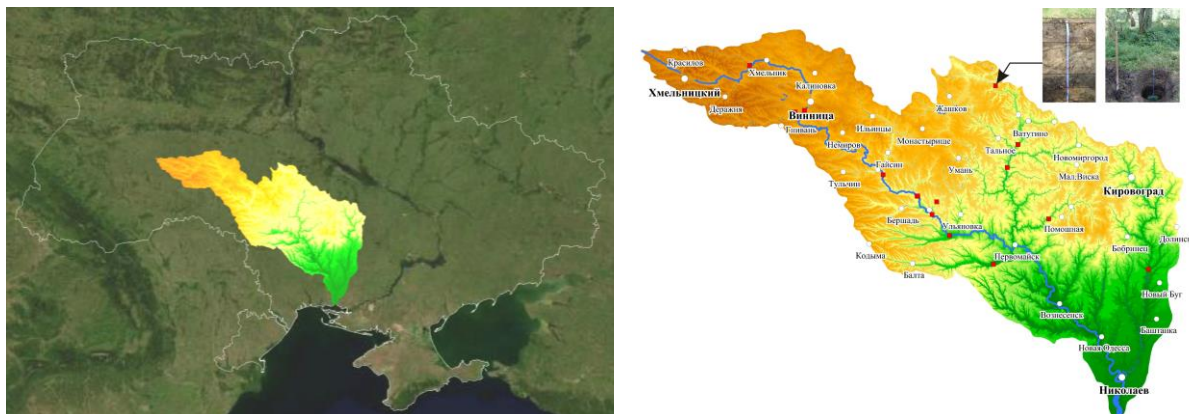 Красилов
Хмельник
Хмельницкий
Калиновка
Деражня
Винница
Жашков
Гнивань
Ильинцы
Ватутино
Немиров
Монастырище
Тальное
Новомиргород
Гайсин
Умань
Мал.Виска
Тульчин
Кировоград
Бершадь
Ульяновка
Помошная
Бобринец
Долинск
Кодыма
Первомайск
Балта
Новый Буг
Вознесенск
Баштанка
Новая Одесса
Николаев